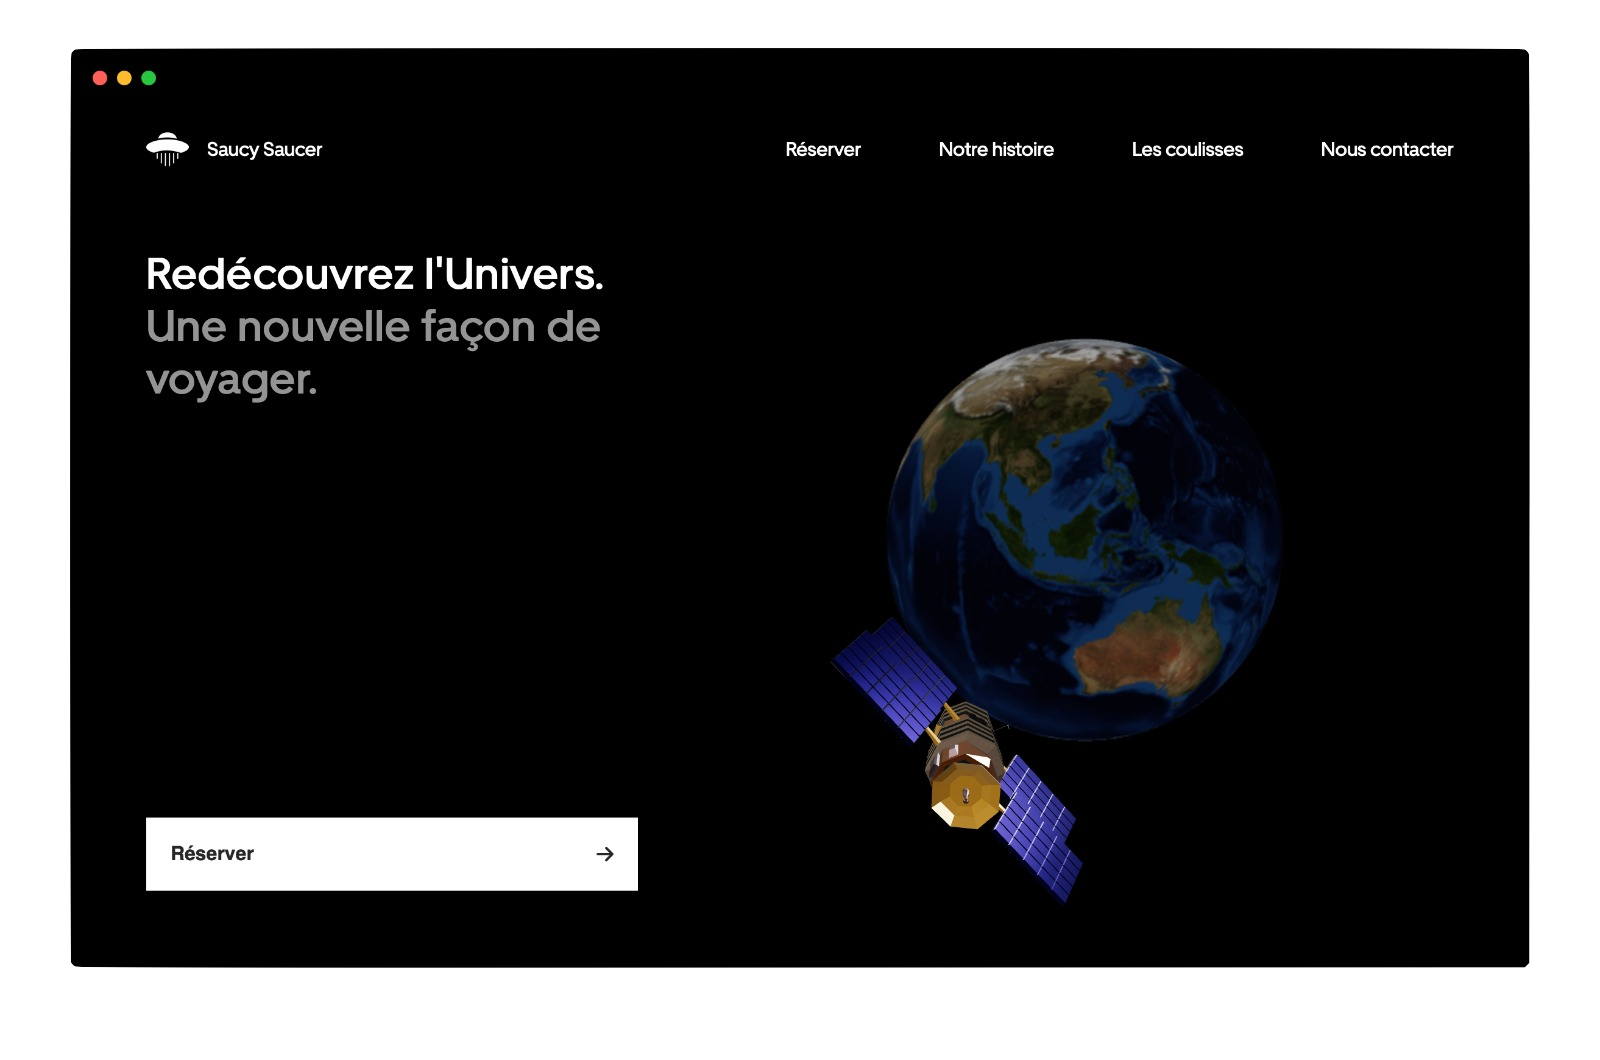 Saucy Saucer
Réserver
Notre histoire
Les coulisses
Nous contacter
Redécouvrez l'Univers.
Une nouvelle façon de
voyager.
Réserver